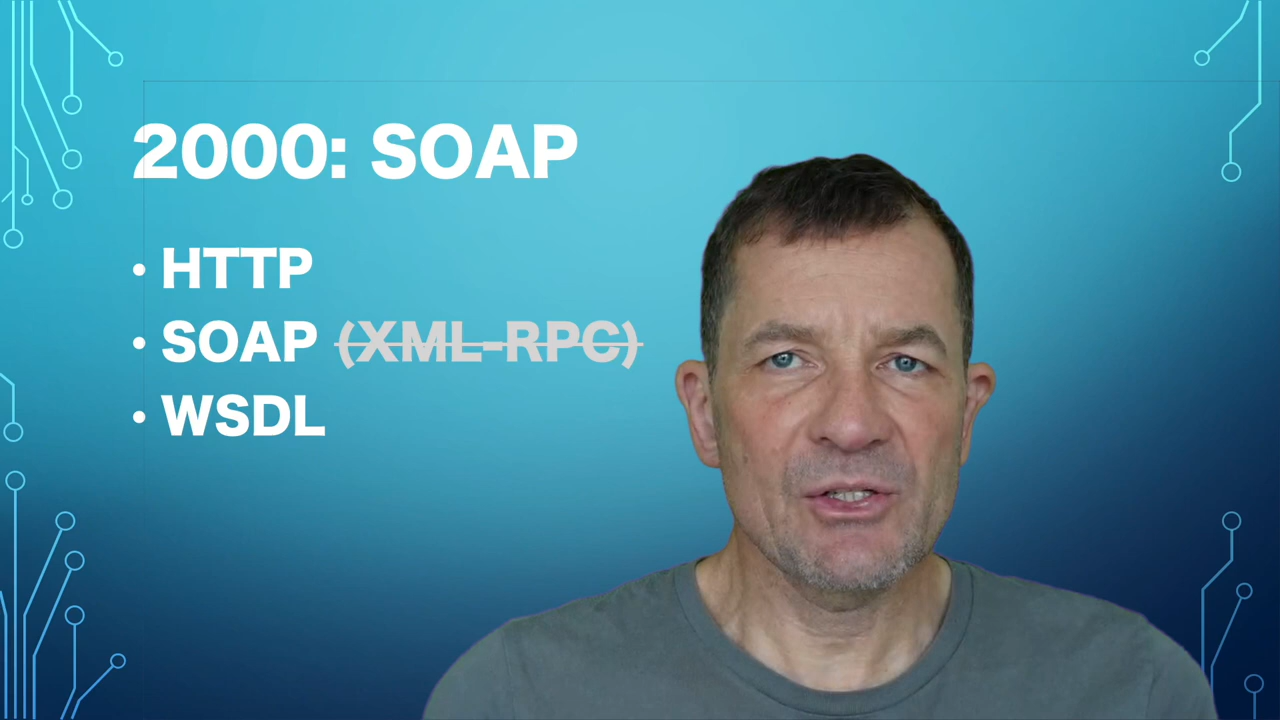 2000: SOAP
• HTTP
• SOAP (XML-RPC)
• WSDL